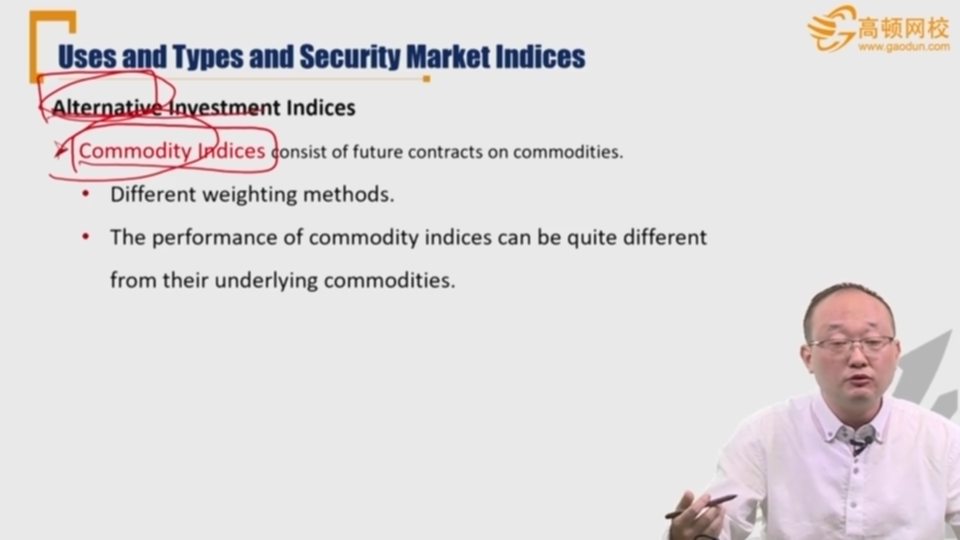 Uses and Types and Security Market Indices
高顿网校
www.gaodun.com
Alternative Investment Indices
Commodity Indices consist of future contracts on commodities.
Different weighting methods.
The performance of commodity indices can be quite different
from their underlying commodities.